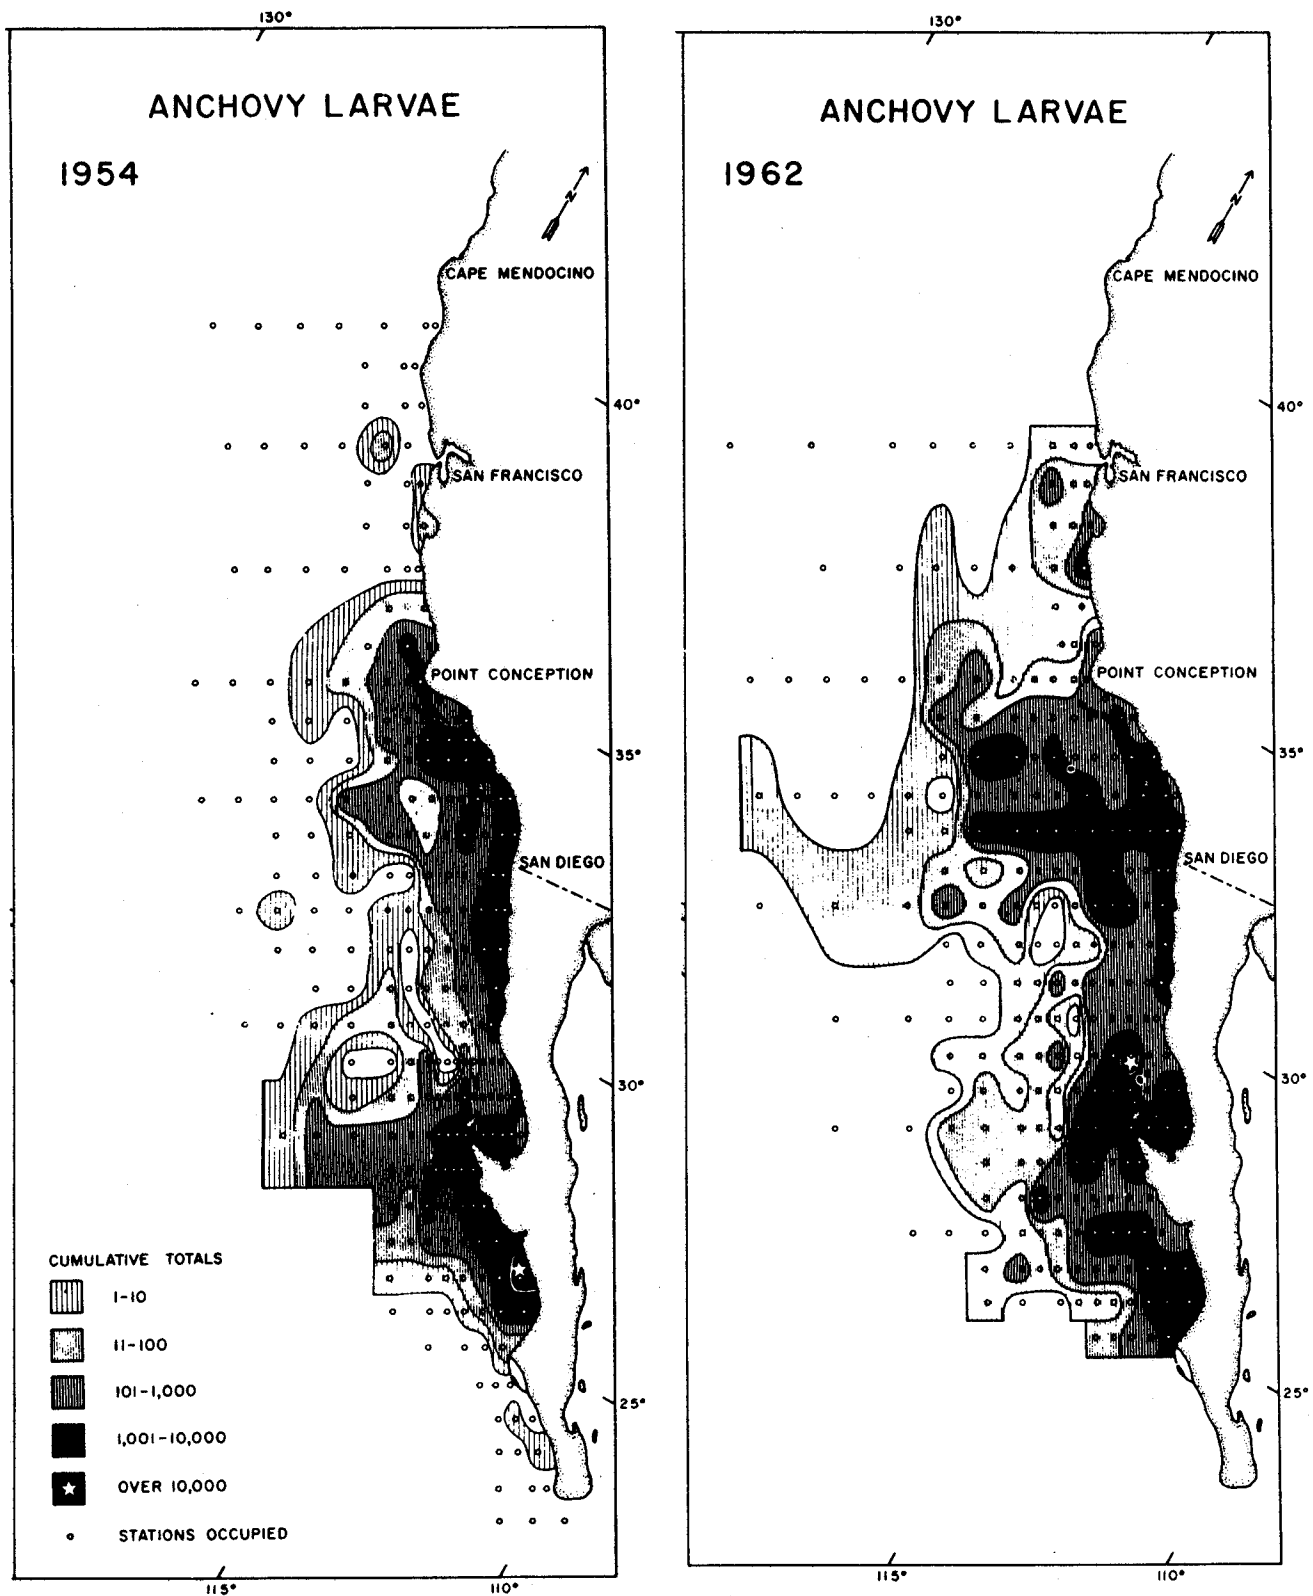 130°
ANCHOVY LARVAE
1954
N
CAPE MENDOCINO
40°
SAN FRANCISCO
POINT CONCEPTION
35°
SAN DIEGO
30°
CUMULATIVE TOTALS
1-10
11-100
101-1,000
1,001-10,000
OVER 10,000
STATIONS OCCUPIED
25°
115°
110°
130°
ANCHOVY LARVAE
1962
N
CAPE MENDOCINO
40°
SAN FRANCISCO
POINT CONCEPTION
35°
SAN DIEGO
30°
25°
115°
110°